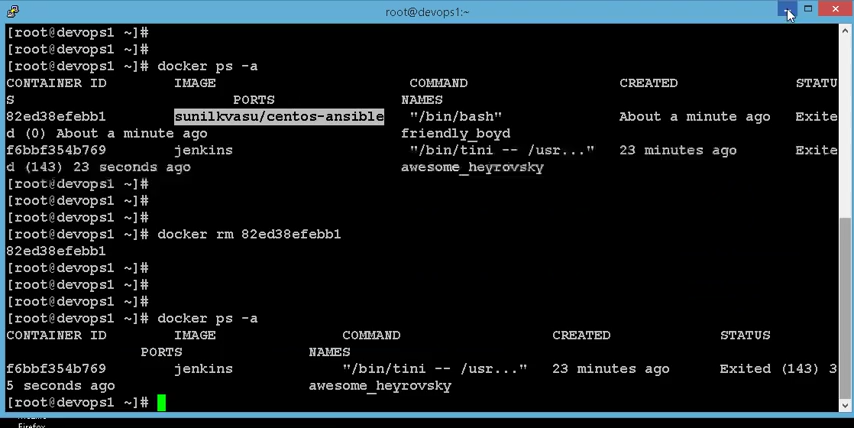 root@devops1:~
[root@devops1 ~]#
[root@devops1 ~]#
[root@devops1 ~]# docker ps -a
CONTAINER ID        IMAGE                      COMMAND                  CREATED              STATU
S                          PORTS               NAMES
82ed38efebb1        sunilkvasu/centos-ansible   "/bin/bash"              About a minute ago   Exite
d (0) About a minute ago                       friendly_boyd
f6bbf354b769        jenkins                     "/bin/tini -- /usr..."   23 minutes ago       Exite
d (143) 23 seconds ago                         awesome_heyrovsky
[root@devops1 ~]#
[root@devops1 ~]#
[root@devops1 ~]#
[root@devops1 ~]# docker rm 82ed38efebb1
82ed38efebb1
[root@devops1 ~]#
[root@devops1 ~]#
[root@devops1 ~]#
[root@devops1 ~]# docker ps -a
CONTAINER ID        IMAGE               COMMAND                  CREATED             STATUS
                PORTS               NAMES
f6bbf354b769        jenkins             "/bin/tini -- /usr..."   23 minutes ago      Exited (143) 3
5 seconds ago                       awesome_heyrovsky
[root@devops1 ~]#
Firefox